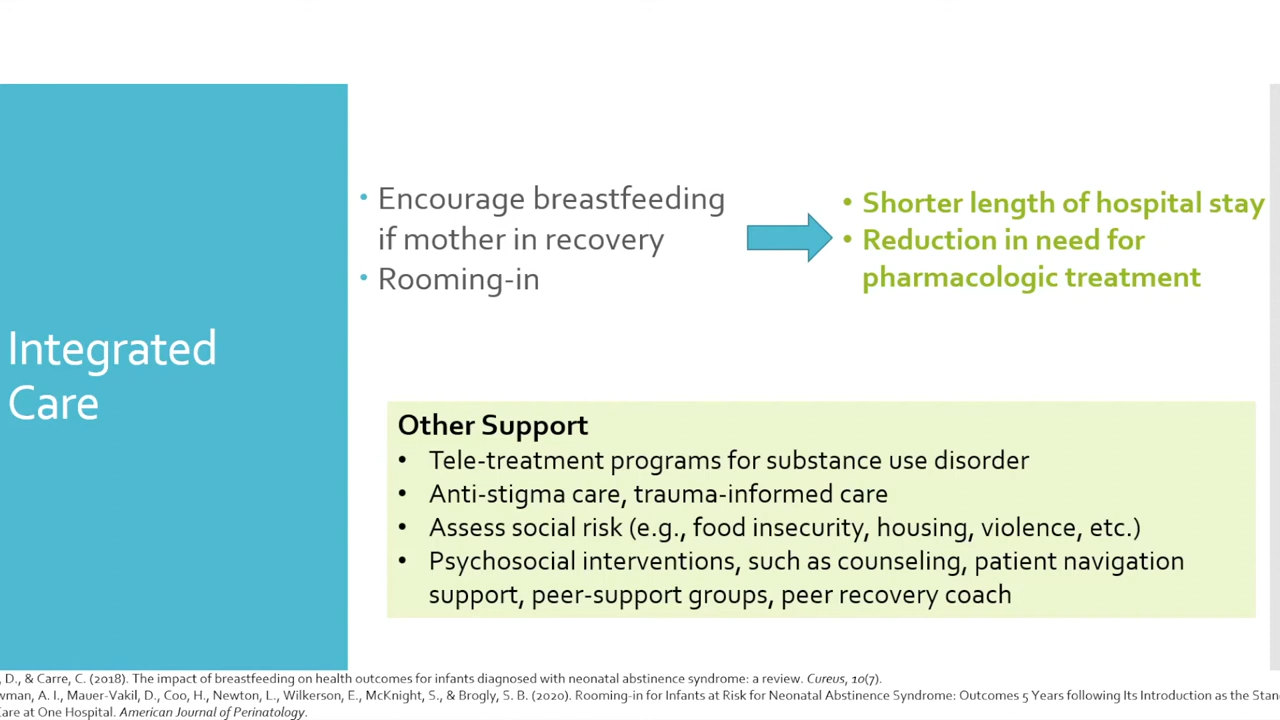 Integrated
Care
• Encourage breastfeeding
if mother in recovery
• Rooming-in
• Shorter length of hospital stay
• Reduction in need for
pharmacologic treatment
Other Support
• Tele-treatment programs for substance use disorder
• Anti-stigma care, trauma-informed care
• Assess social risk (e.g., food insecurity, housing, violence, etc.)
• Psychosocial interventions, such as counseling, patient navigation
support, peer-support groups, peer recovery coach
, D., & Carre, C. (2018). The impact of breastfeeding on health outcomes for infants diagnosed with neonatal abstinence syndrome: a review. Cureus, 10(7).
wman, A. I., Mauer-Vakil, D., Coo, H., Newton, L., Wilkerson, E., McKnight, S., & Brogly, S. B. (2020). Rooming-in for Infants at Risk for Neonatal Abstinence Syndrome: Outcomes 5 Years following Its Introduction as the Stan
Care at One Hospital. American Journal of Perinatology.